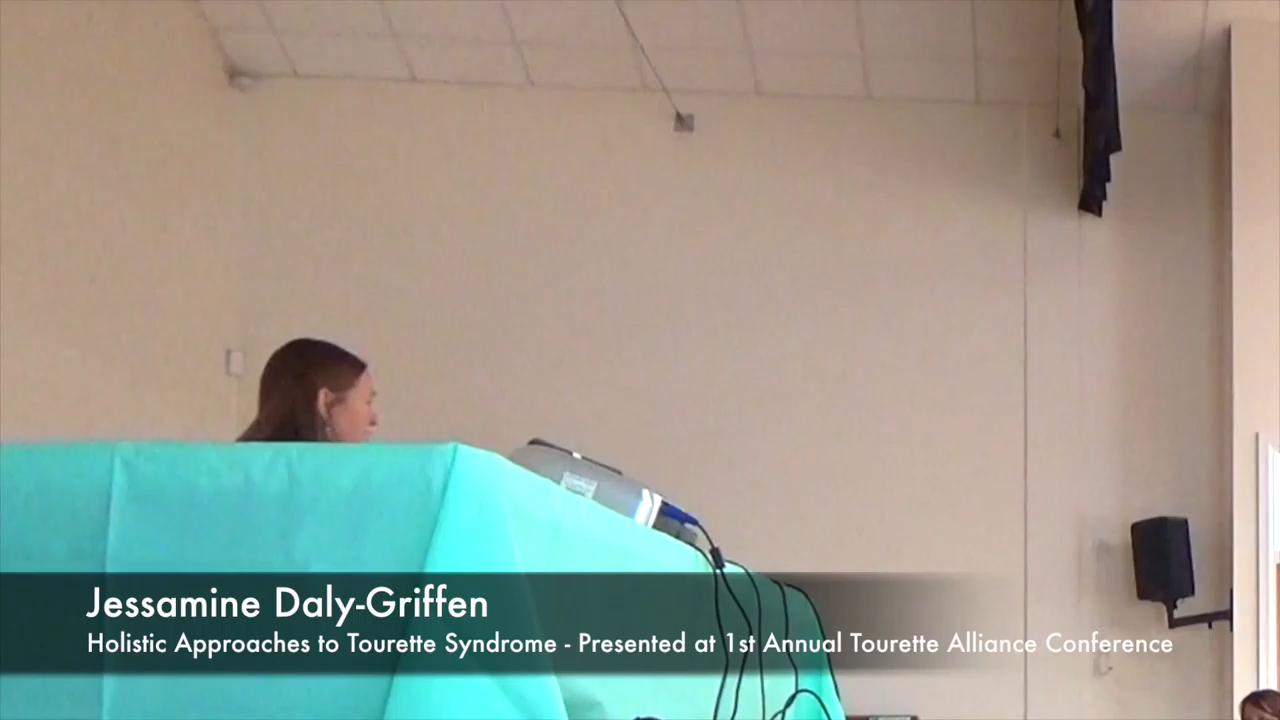 Jessamine Daly-Griffen
Holistic Approaches to Tourette Syndrome - Presented at 1st Annual Tourette Alliance Conference